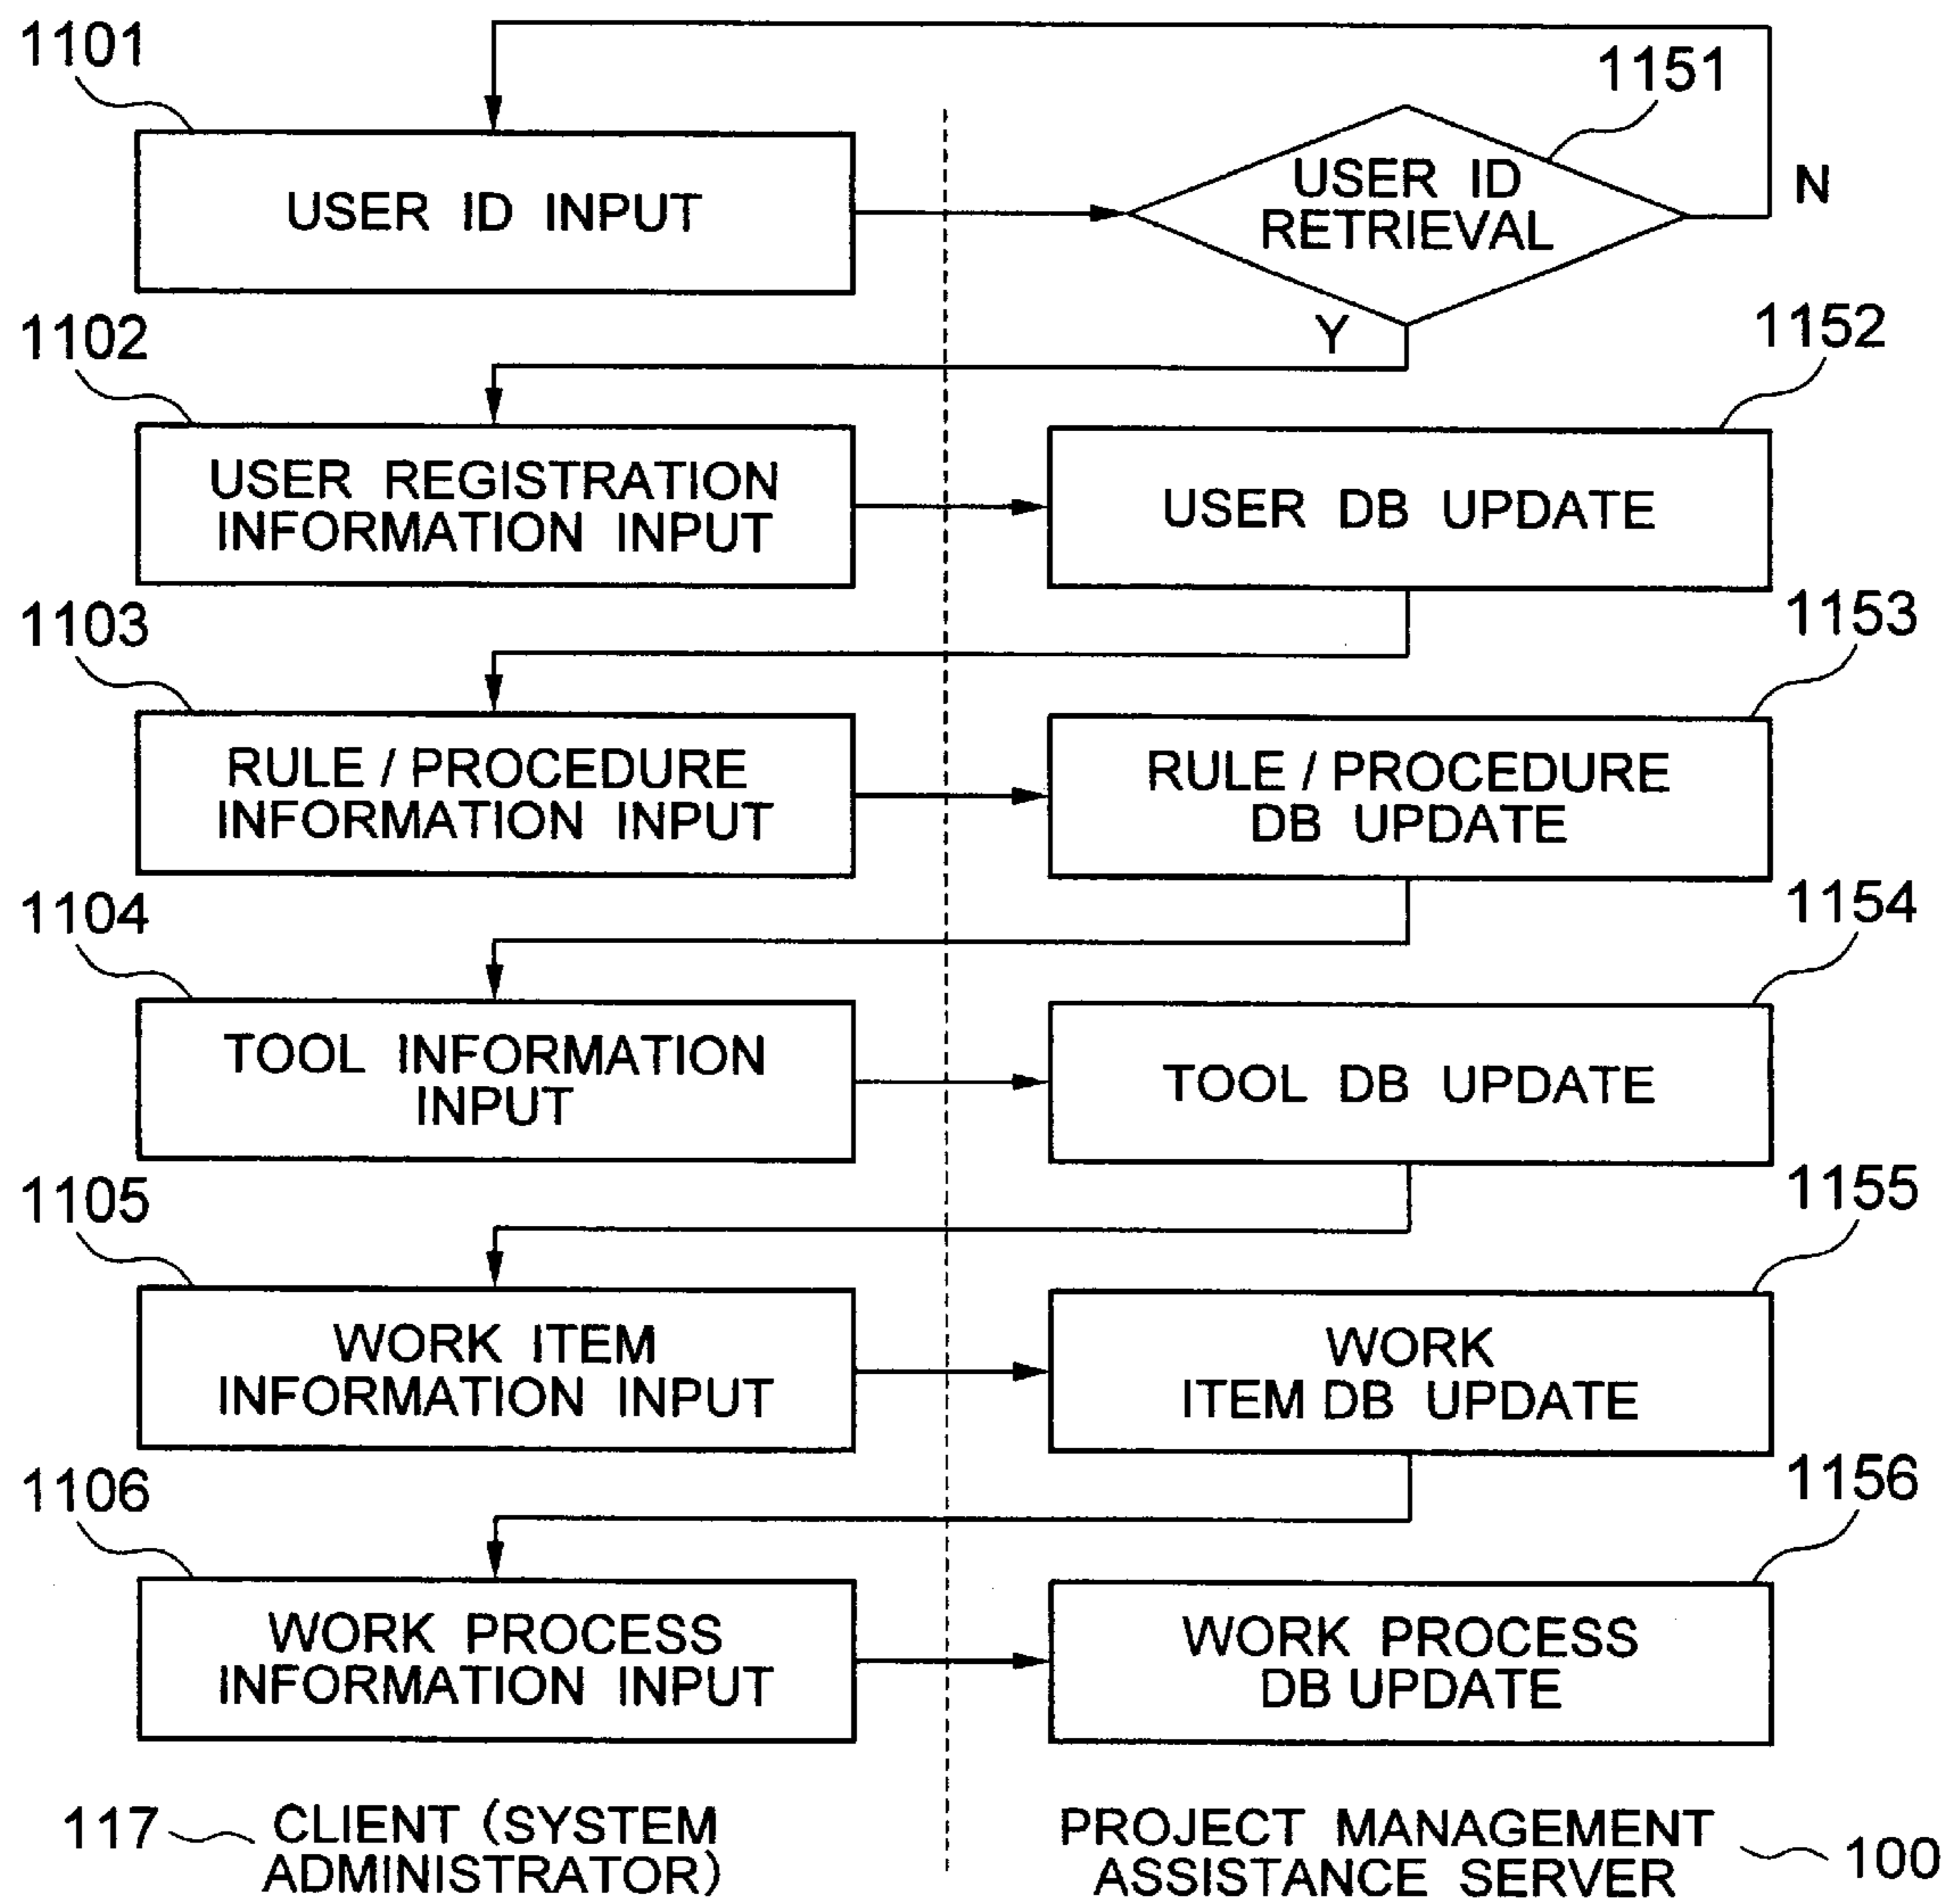 1101
1151
USER ID INPUT
USER ID
RETRIEVAL
N
Y
1102
1152
USER REGISTRATION
INFORMATION INPUT
USER DB UPDATE
1103
1153
RULE / PROCEDURE
INFORMATION INPUT
RULE / PROCEDURE
DB UPDATE
1104
1154
TOOL INFORMATION
INPUT
TOOL DB UPDATE
1105
1155
WORK ITEM
INFORMATION INPUT
WORK
ITEM DB UPDATE
1106
1156
WORK PROCESS
INFORMATION INPUT
WORK PROCESS
DB UPDATE
117
CLIENT (SYSTEM
ADMINISTRATOR)
PROJECT MANAGEMENT
ASSISTANCE SERVER
100